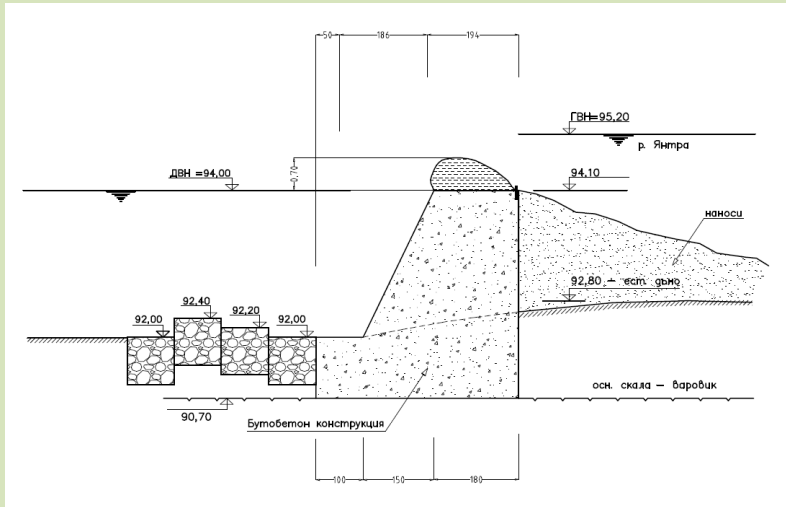 50 186 194
ГВН=95,20
р. Янтра
ДВН =94,00
0,70
94,10
наноси
92,80 – ест. дъно
92,40
92,00
92,20
92,00
осн. скала – варовик
90,70
Бутобетон конструкция
100 150 180